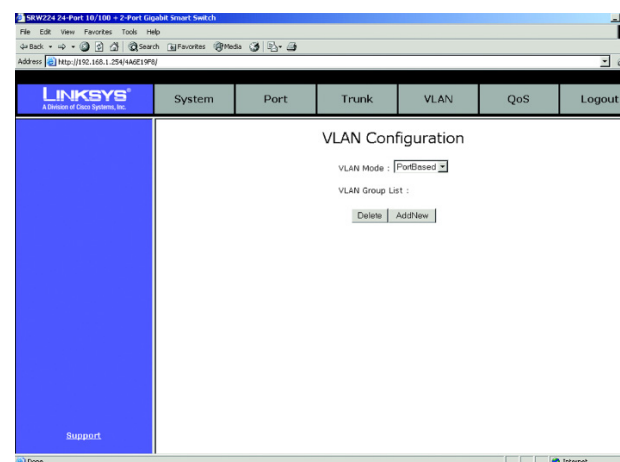 SRW224 24-Port 10/100 + 2-Port Gigabit Smart Switch
File Edit View Favorites Tools Help
Back Search Favorites Media
Address http://192.168.1.254/4A6E19F8/
LINKSYS®
A Division of Cisco Systems, Inc.
System Port Trunk VLAN QoS Logout
VLAN Configuration
VLAN Mode : PortBased
VLAN Group List :
Delete AddNew
Support
Done Internet